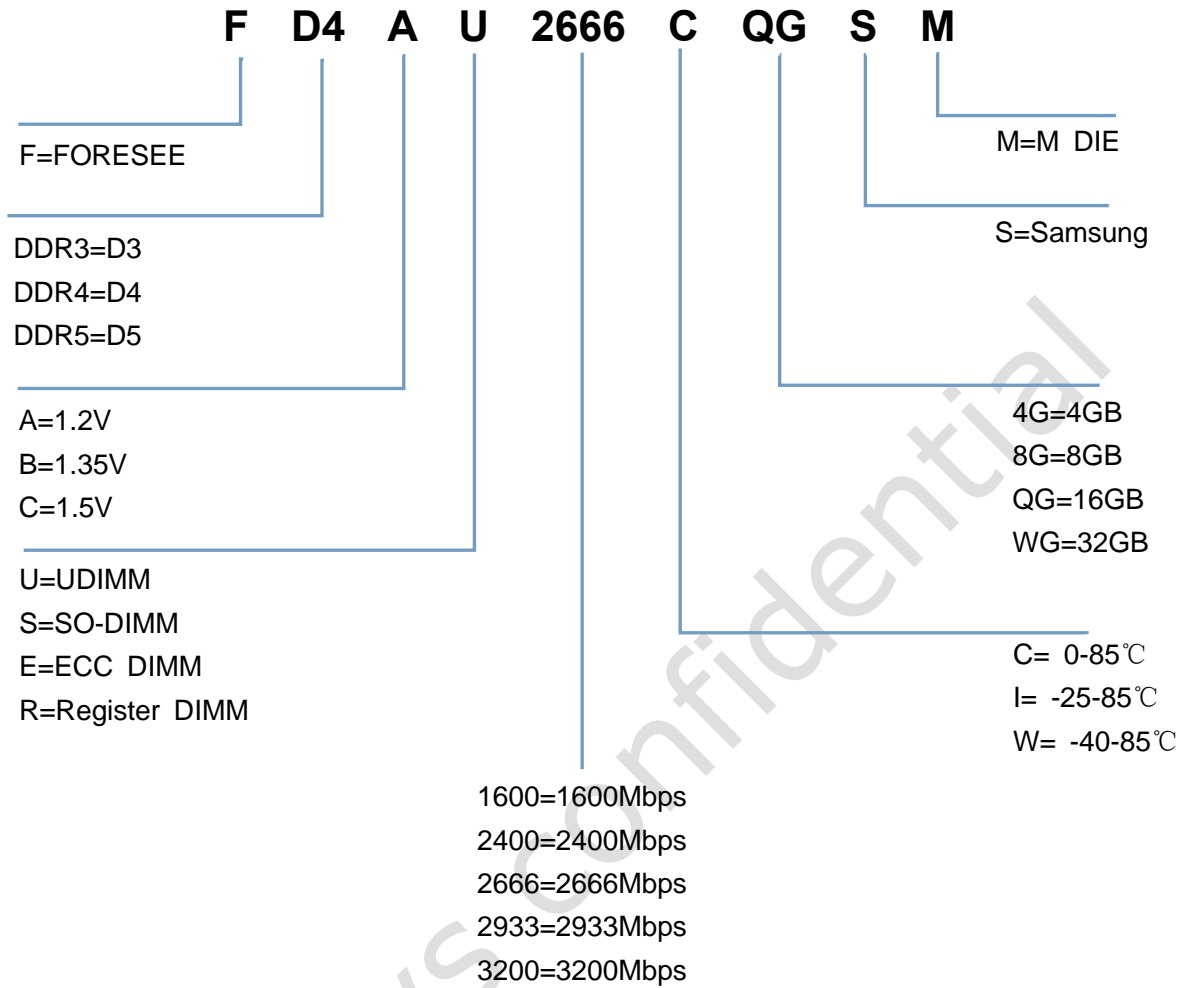 F D4 A U 2666 C QG S M
F=FORESEE
DDR3=D3
DDR4=D4
DDR5=D5
A=1.2V
B=1.35V
C=1.5V
U=UDIMM
S=SO-DIMM
E=ECC DIMM
R=Register DIMM
1600=1600Mbps
2400=2400Mbps
2666=2666Mbps
2933=2933Mbps
3200=3200Mbps
M=M DIE
S=Samsung
4G=4GB
8G=8GB
QG=16GB
WG=32GB
C= 0-85℃
I= -25-85℃
W= -40-85℃
confidential